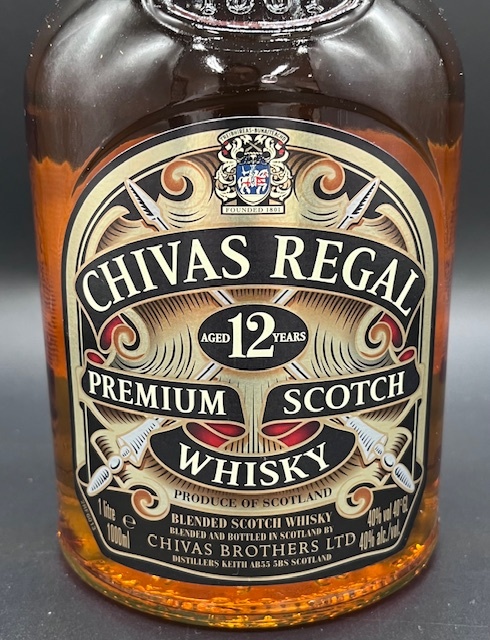 FOUNDED 1801
CHIVAS REGAL
AGED 12 YEARS
PREMIUM SCOTCH
WHISKY
PRODUCE OF SCOTLAND
BLENDED SCOTCH WHISKY
BLENDED AND BOTTLED IN SCOTLAND BY
CHIVAS BROTHERS LTD
DISTILLERS KEITH AB55 5BS SCOTLAND
1 litre e
1000ml
40% vol 40°GL
40% alc./vol.